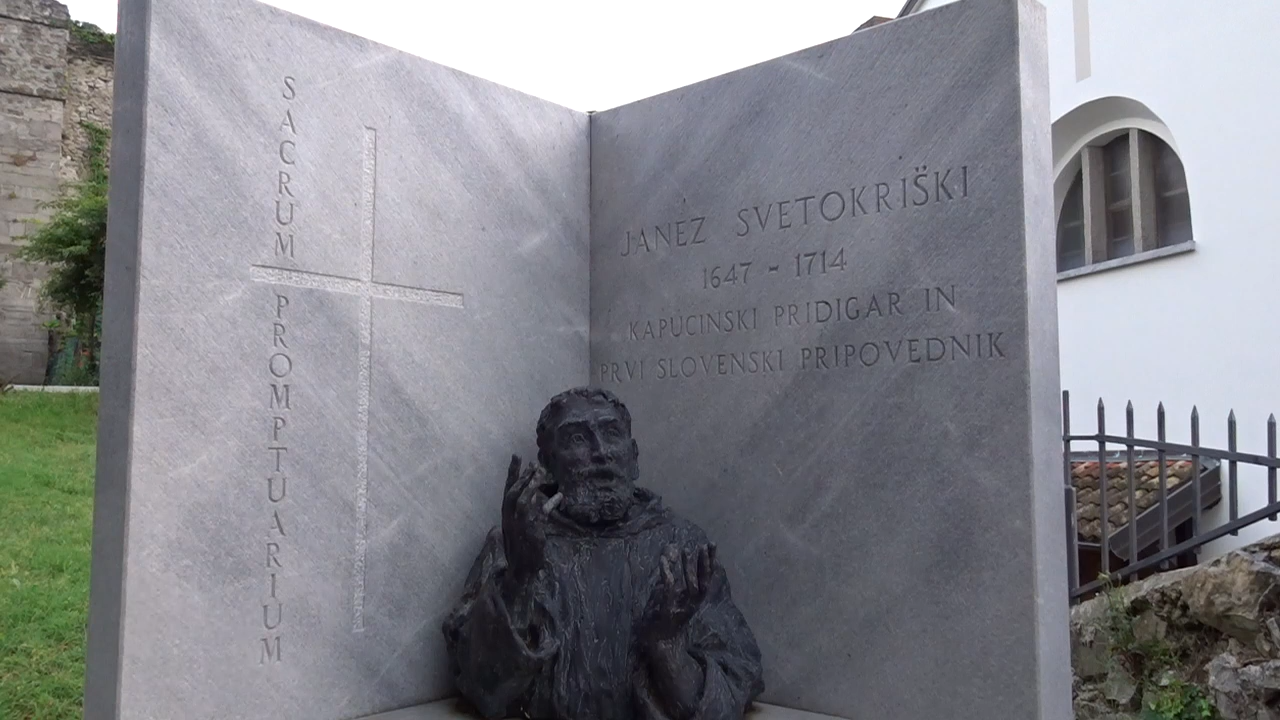 SACRUM PROMPTUARIUM
JANEZ SVETOKRIŠKI
1647 - 1714
KAPUCINSKI PRIDIGAR IN
PRVI SLOVENSKI PRIPOVEDNIK